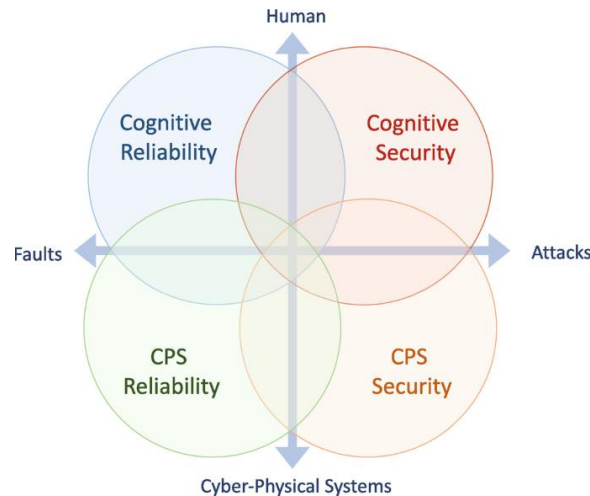 Human
Cognitive
Reliability
Cognitive
Security
Faults
Attacks
CPS
Reliability
CPS
Security
Cyber-Physical Systems